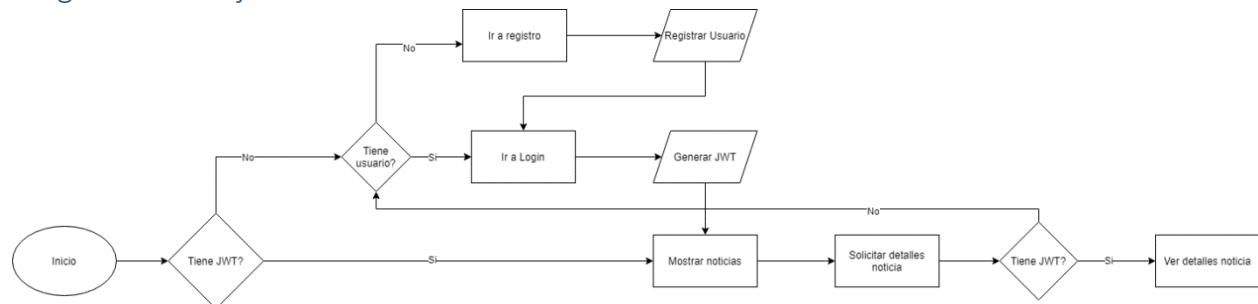 Ir a registro
Registrar Usuario
No
Tiene
usuario?
Si
Ir a Login
Generar JWT
No
No
Inicio
Tiene JWT?
Si
Mostrar noticias
Solicitar detalles
noticia
Tiene JWT?
Si
Ver detalles noticia